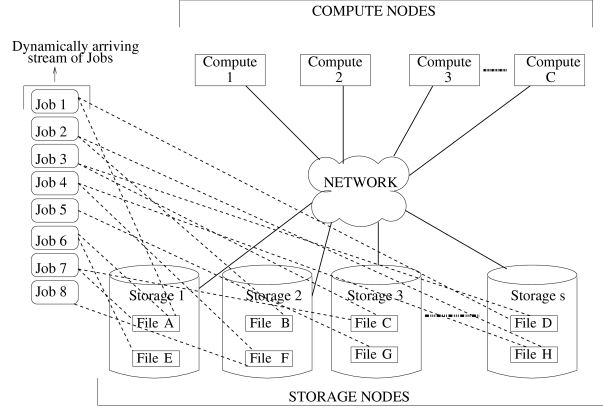 COMPUTE NODES
Dynamically arriving
stream of Jobs
Compute
1
Compute
2
Compute
3
Compute
C
Job 1
Job 2
Job 3
Job 4
Job 5
Job 6
Job 7
Job 8
NETWORK
Storage 1
Storage 2
Storage 3
Storage s
File A
File B
File C
File D
File E
File F
File G
File H
STORAGE NODES